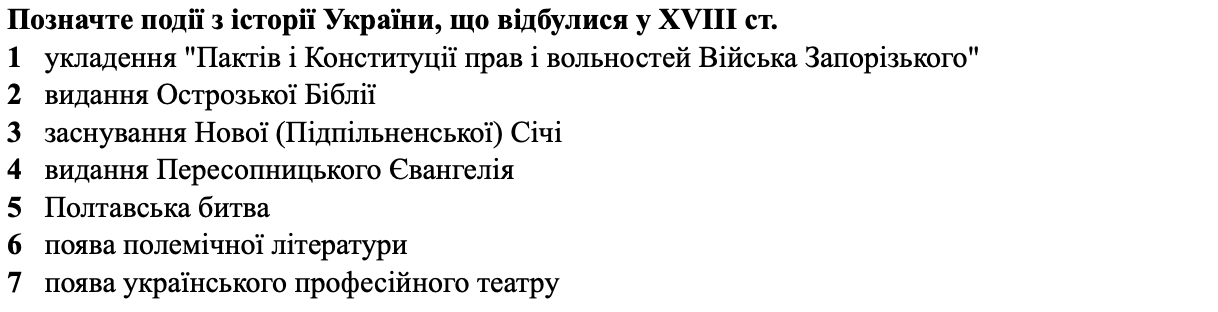 Позначте події з історії України, що відбулися у XVIII ст.
1 укладення "Пактів і Конституції прав і вольностей Війська Запорізького"
2 видання Острозької Біблії
3 заснування Нової (Підпільненської) Січі
4 видання Пересопницького Євангелія
5 Полтавська битва
6 поява полемічної літератури
7 поява українського професійного театру